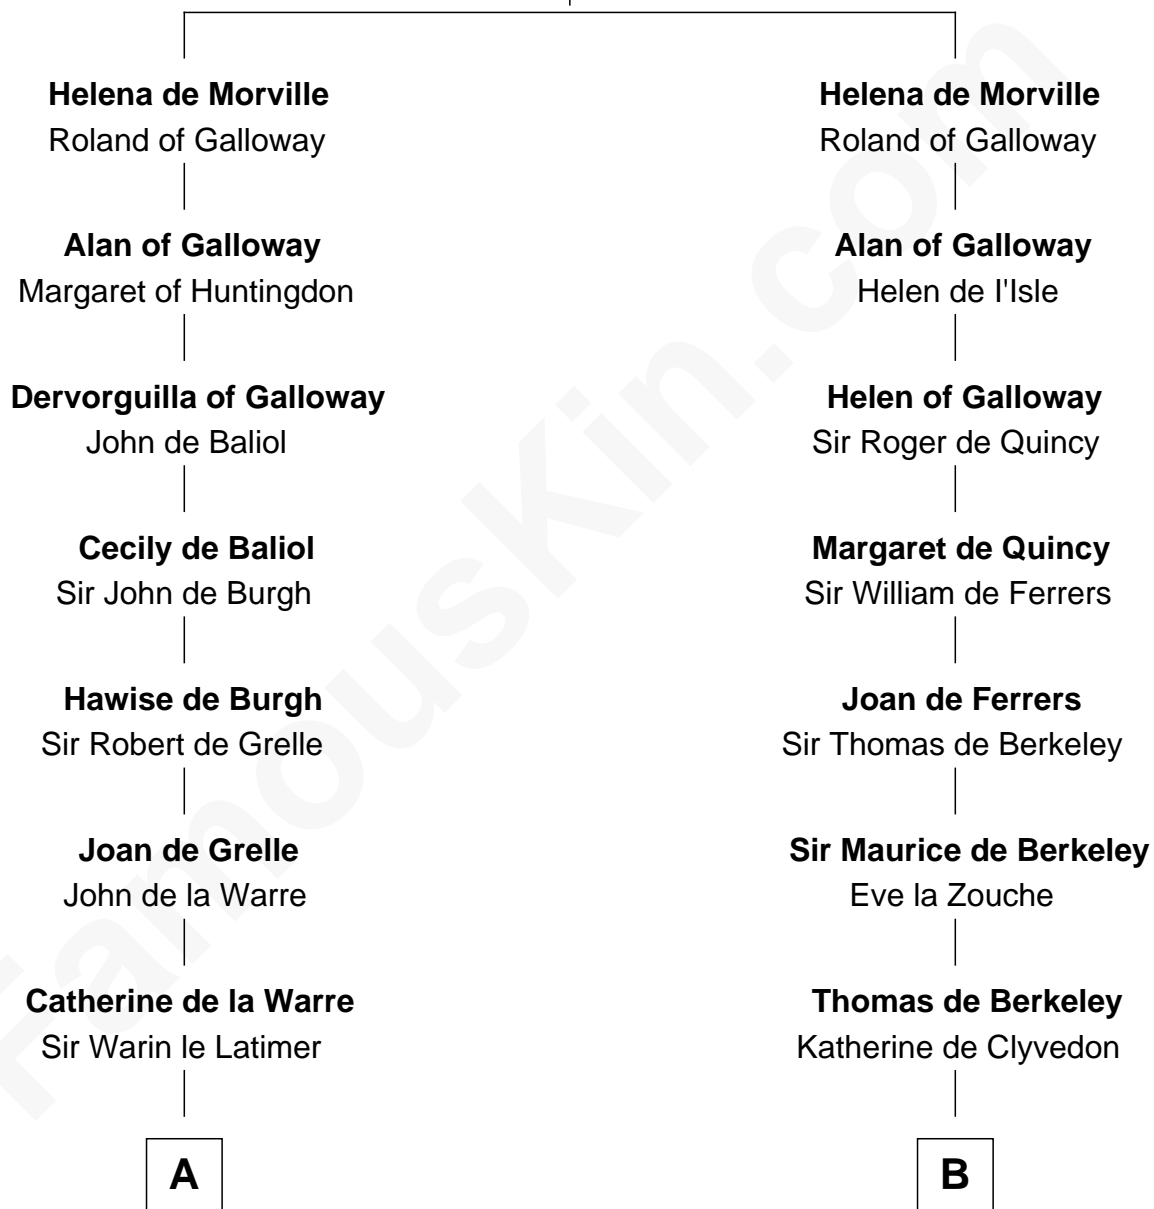 Helena de Morville
Roland of Galloway
Alan of Galloway
Margaret of Huntingdon
Dervorguilla of Galloway
John de Baliol
Cecily de Baliol
Sir John de Burgh
Hawise de Burgh
Sir Robert de Grelle
Joan de Grelle
John de la Warre
Catherine de la Warre
Sir Warin le Latimer
A
Helena de Morville
Roland of Galloway
Alan of Galloway
Helen de I'Isle
Helen of Galloway
Sir Roger de Quincy
Margaret de Quincy
Sir William de Ferrers
Joan de Ferrers
Sir Thomas de Berkeley
Sir Maurice de Berkeley
Eve la Zouche
Thomas de Berkeley
Katherine de Clyvedon
B
FamousKin.com